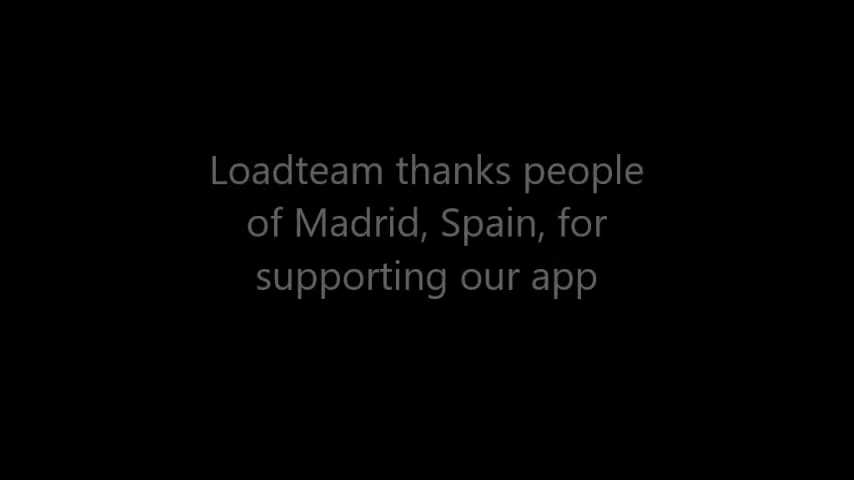 Loadteam thanks people
of Madrid, Spain, for
supporting our app